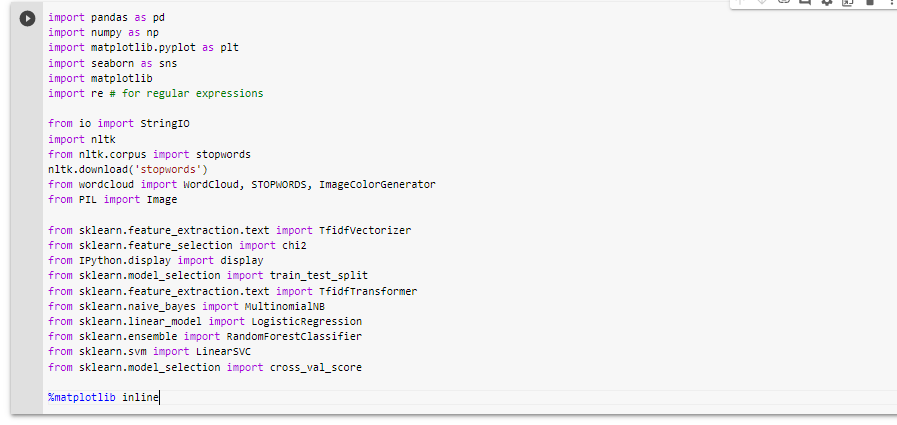 import pandas as pd
import numpy as np
import matplotlib.pyplot as plt
import seaborn as sns
import matplotlib
import re # for regular expressions
from io import StringIO
import nltk
from nltk.corpus import stopwords
nltk.download('stopwords')
from wordcloud import WordCloud, STOPWORDS, ImageColorGenerator
from PIL import Image
from sklearn.feature_extraction.text import TfidfVectorizer
from sklearn.feature_selection import chi2
from IPython.display import display
from sklearn.model_selection import train_test_split
from sklearn.feature_extraction.text import TfidfTransformer
from sklearn.naive_bayes import MultinomialNB
from sklearn.linear_model import LogisticRegression
from sklearn.ensemble import RandomForestClassifier
from sklearn.svm import LinearSVC
from sklearn.model_selection import cross_val_score
%matplotlib inline